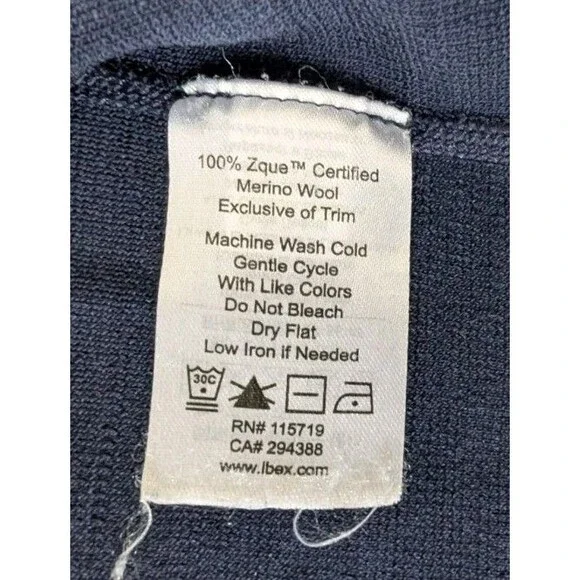 100% Zque™ Certified
Merino Wool
Exclusive of Trim
Machine Wash Cold
Gentle Cycle
With Like Colors
Do Not Bleach
Dry Flat
Low Iron if Needed
30C
RN# 115719
CA# 294388
www.Ibex.com